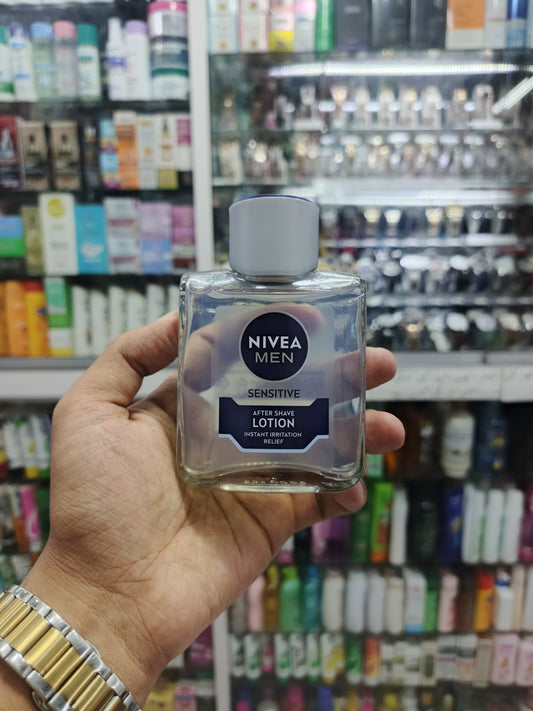 NIVEA
MEN
SENSITIVE
AFTER SHAVE
LOTION
INSTANT IRRITATION
RELIEF